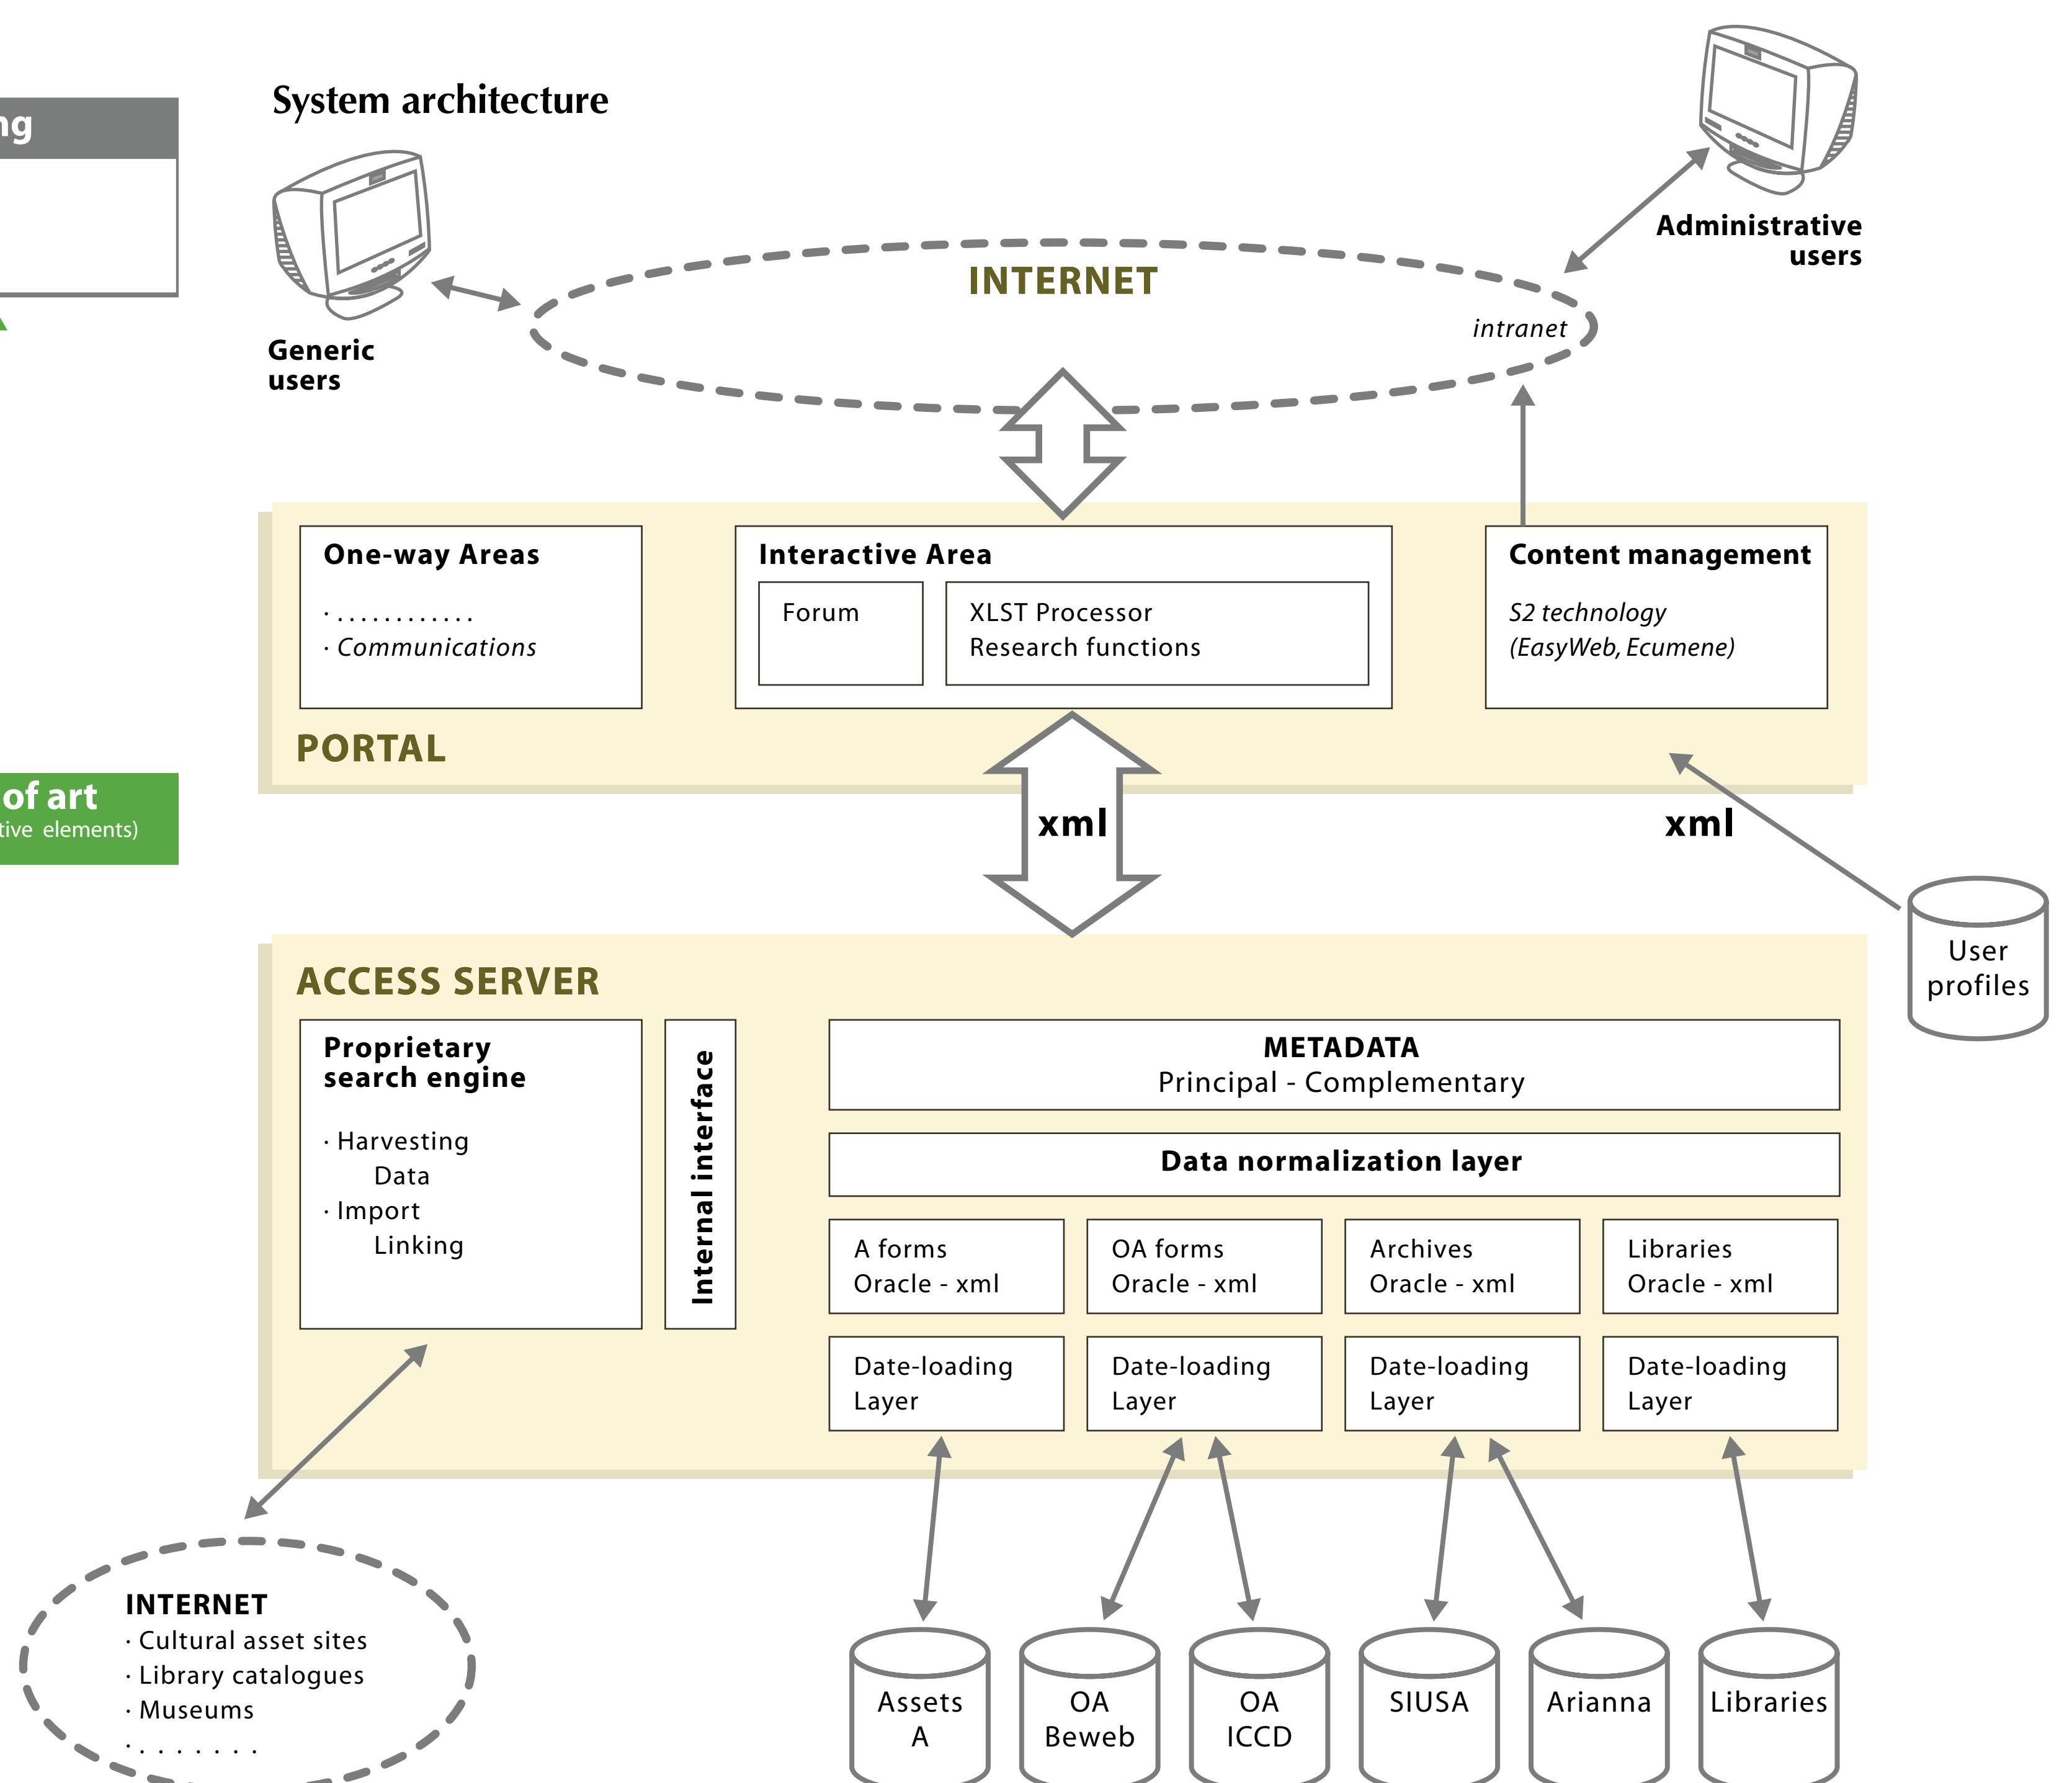 ng
System architecture
Administrative
users
INTERNET
intranet
Generic
users
One-way Areas
· . . . . . . . . . . . .
· Communications
Interactive Area
Forum
XLST Processor
Research functions
Content management
S2 technology
(EasyWeb, Ecumene)
PORTAL
of art
tive elements)
xml
xml
User
profiles
ACCESS SERVER
Proprietary
search engine
· Harvesting
Data
· Import
Linking
Internal interface
METADATA
Principal - Complementary
Data normalization layer
A forms
Oracle - xml
OA forms
Oracle - xml
Archives
Oracle - xml
Libraries
Oracle - xml
Date-loading
Layer
Date-loading
Layer
Date-loading
Layer
Date-loading
Layer
INTERNET
· Cultural asset sites
· Library catalogues
· Museums
· . . . . . . .
Assets
A
OA
Beweb
OA
ICCD
SIUSA
Arianna
Libraries